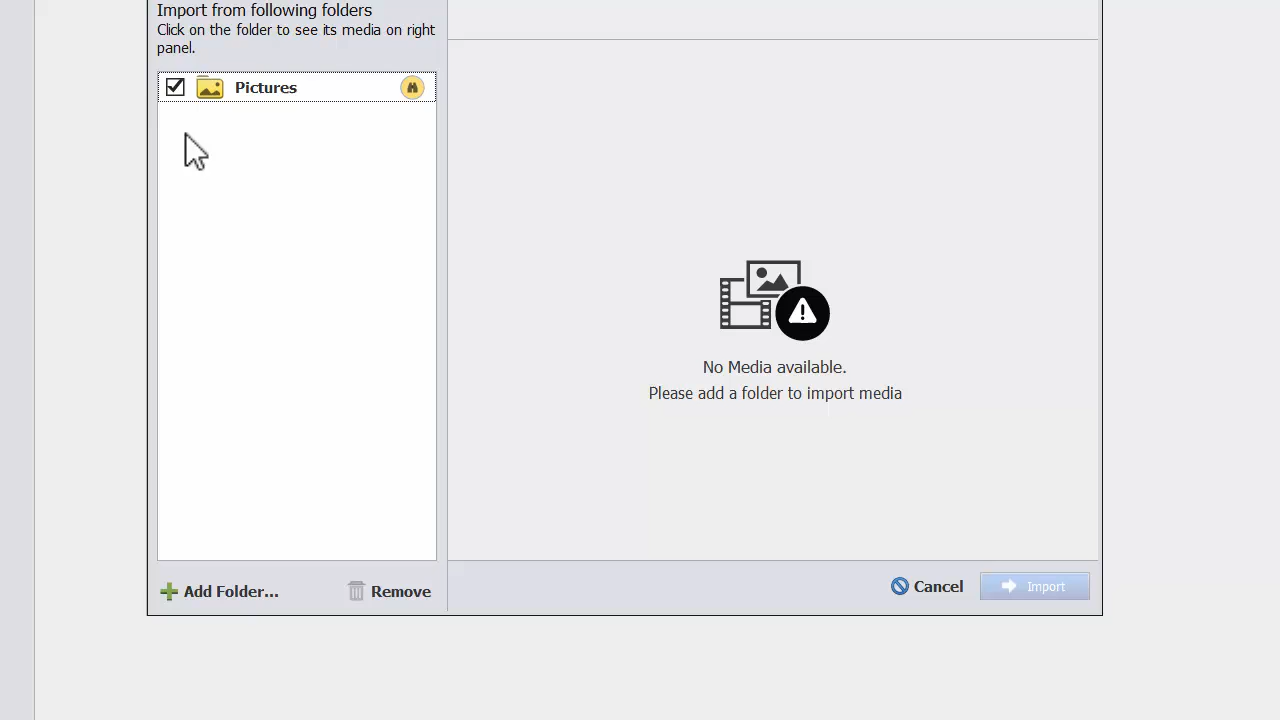 Import from following folders
Click on the folder to see its media on right
panel.
Pictures
No Media available.
Please add a folder to import media
Add Folder...
Remove
Cancel
Import